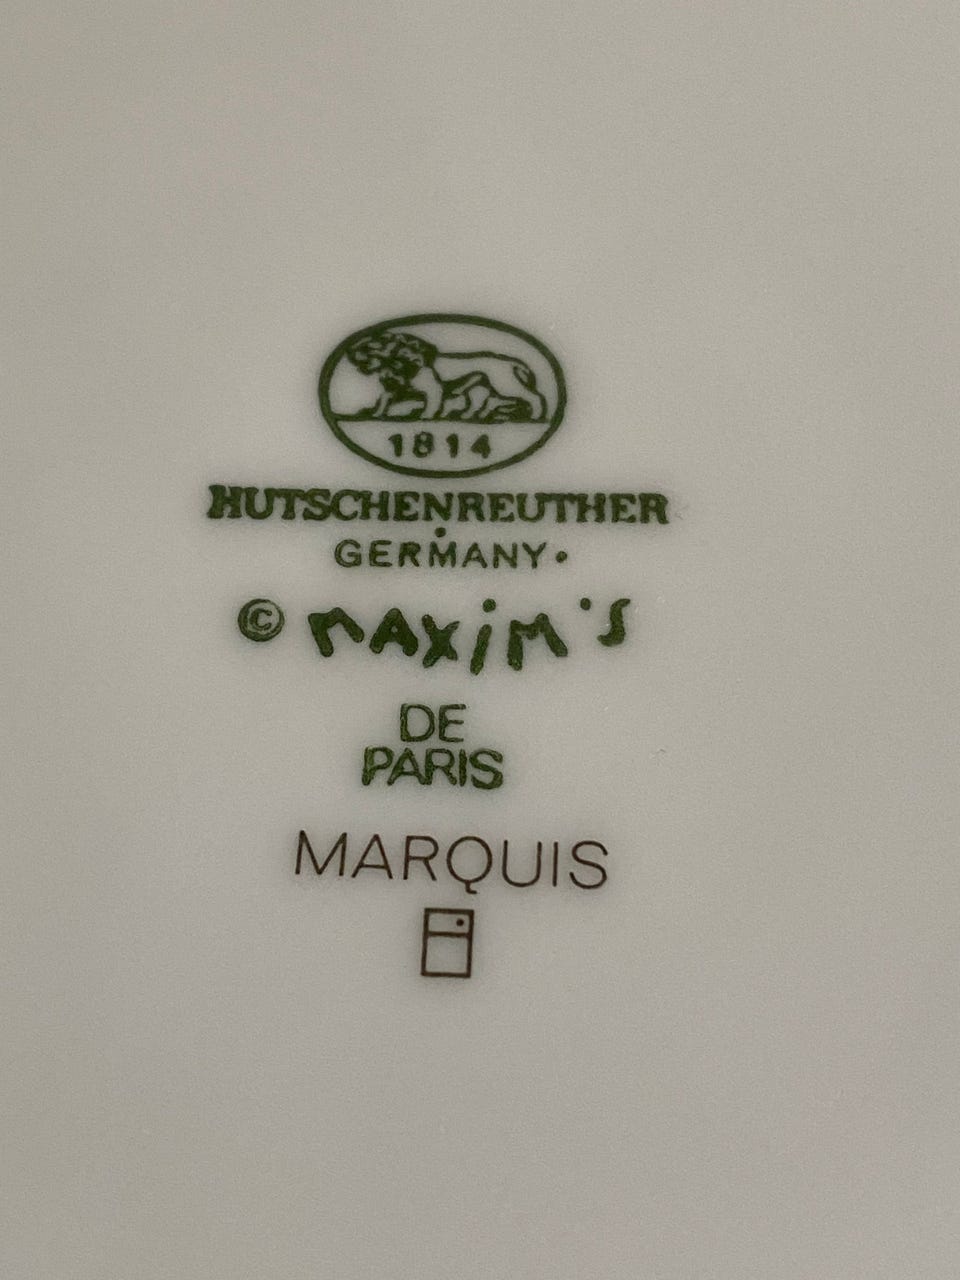 1814
HUTSCHENREUTHER
GERMANY
© MAXiM'S
DE
PARIS
MARQUIS